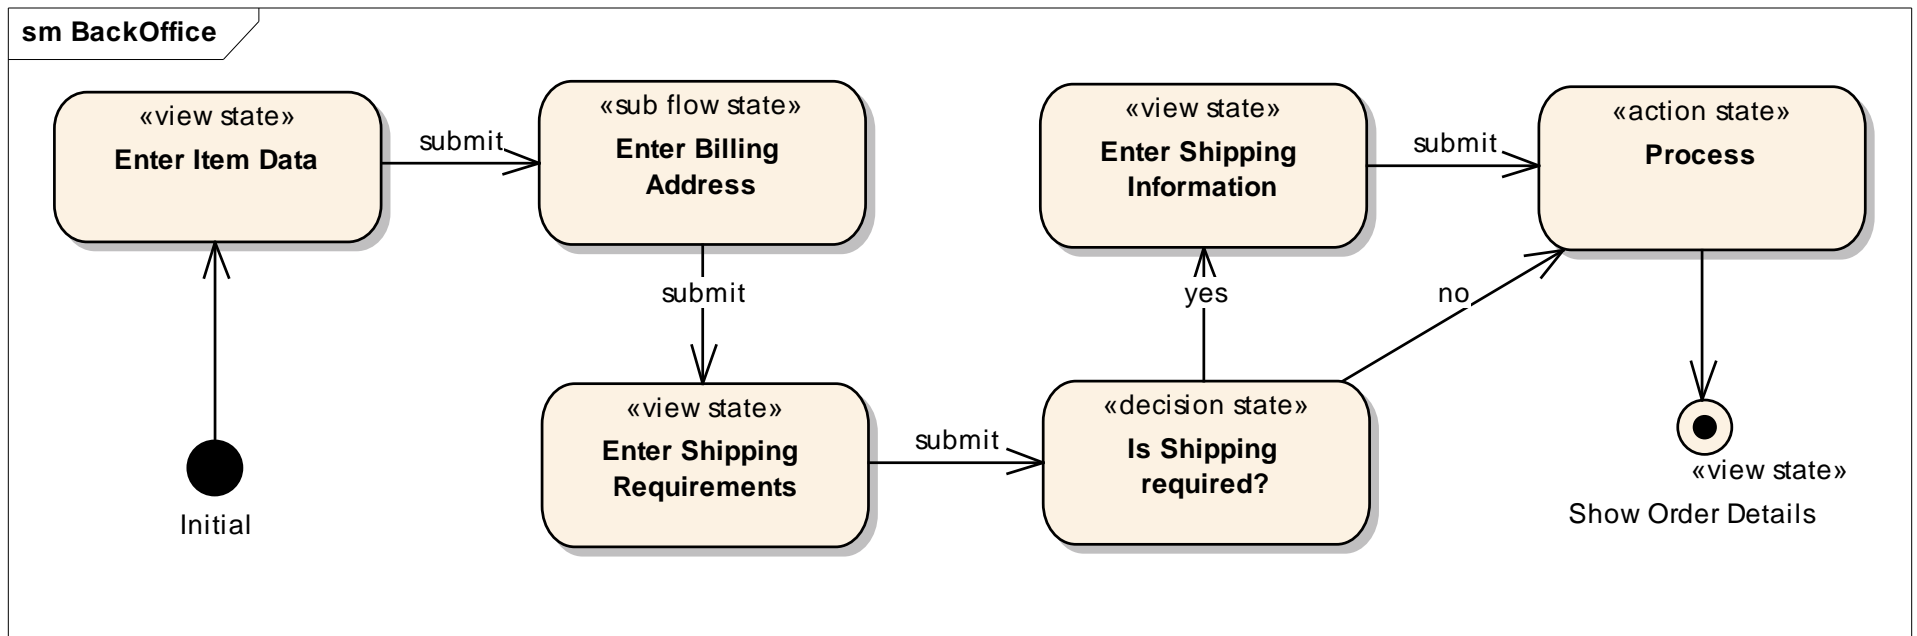 sm BackOffice
«view state»
Enter Item Data
submit
«sub flow state»
Enter Billing
Address
«view state»
Enter Shipping
Information
submit
«action state»
Process
submit
yes
no
«view state»
Enter Shipping
Requirements
submit
«decision state»
Is Shipping
required?
Initial
«view state»
Show Order Details